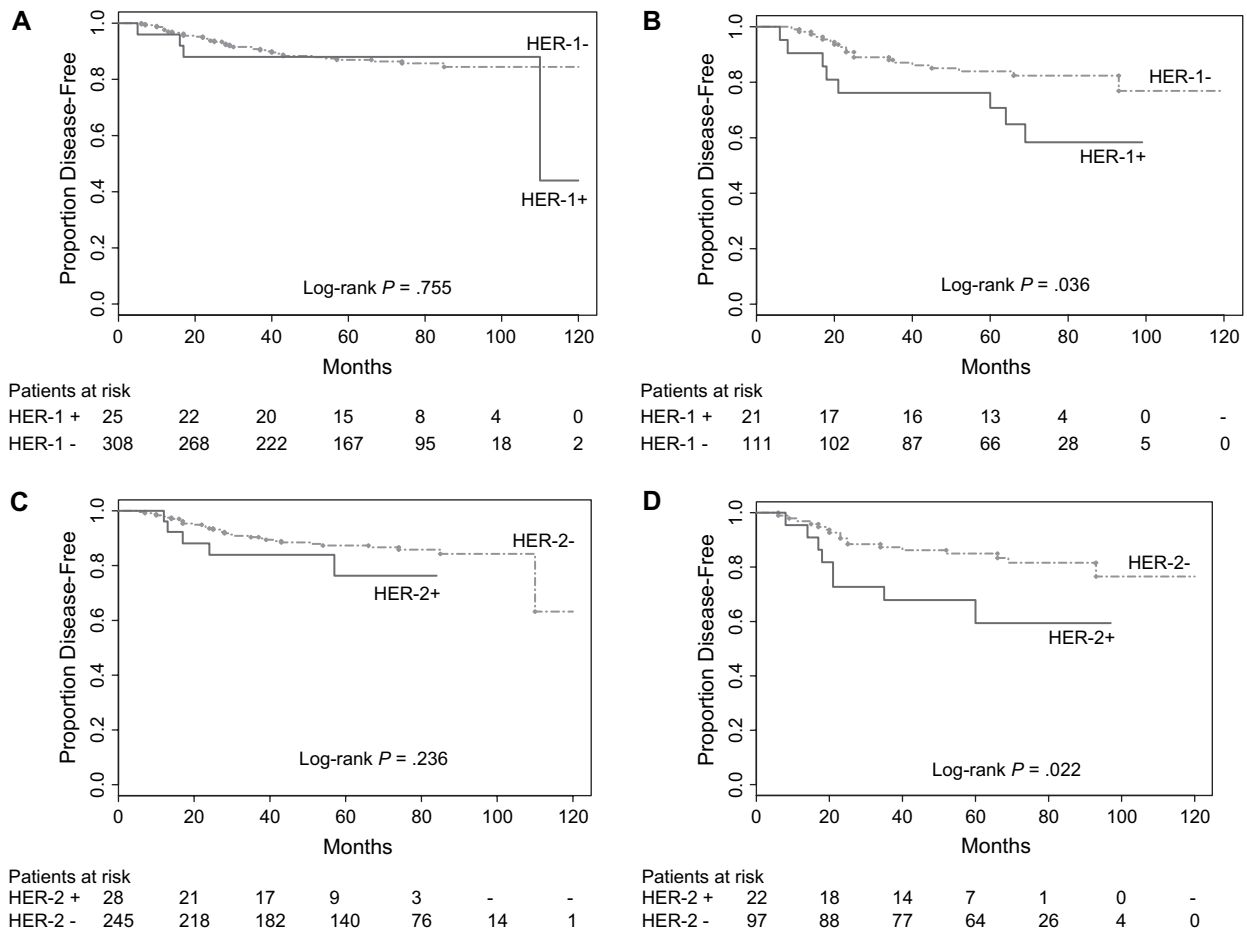 A
Proportion Disease-Free
1.0
0.8
0.6
0.4
0.2
0.0
HER-1-
HER-1+
Log-rank P = .755
0 20 40 60 80 100 120
Months
Patients at risk
HER-1 + 25 22 20 15 8 4 0
HER-1 - 308 268 222 167 95 18 2
B
Proportion Disease-Free
1.0
0.8
0.6
0.4
0.2
0.0
HER-1-
HER-1+
Log-rank P = .036
0 20 40 60 80 100 120
Months
Patients at risk
HER-1 + 21 17 16 13 4 0 -
HER-1 - 111 102 87 66 28 5 0
C
Proportion Disease-Free
1.0
0.8
0.6
0.4
0.2
0.0
HER-2-
HER-2+
Log-rank P = .236
0 20 40 60 80 100 120
Months
Patients at risk
HER-2 + 28 21 17 9 3 - -
HER-2 - 245 218 182 140 76 14 1
D
Proportion Disease-Free
1.0
0.8
0.6
0.4
0.2
0.0
HER-2-
HER-2+
Log-rank P = .022
0 20 40 60 80 100 120
Months
Patients at risk
HER-2 + 22 18 14 7 1 0 -
HER-2 - 97 88 77 64 26 4 0